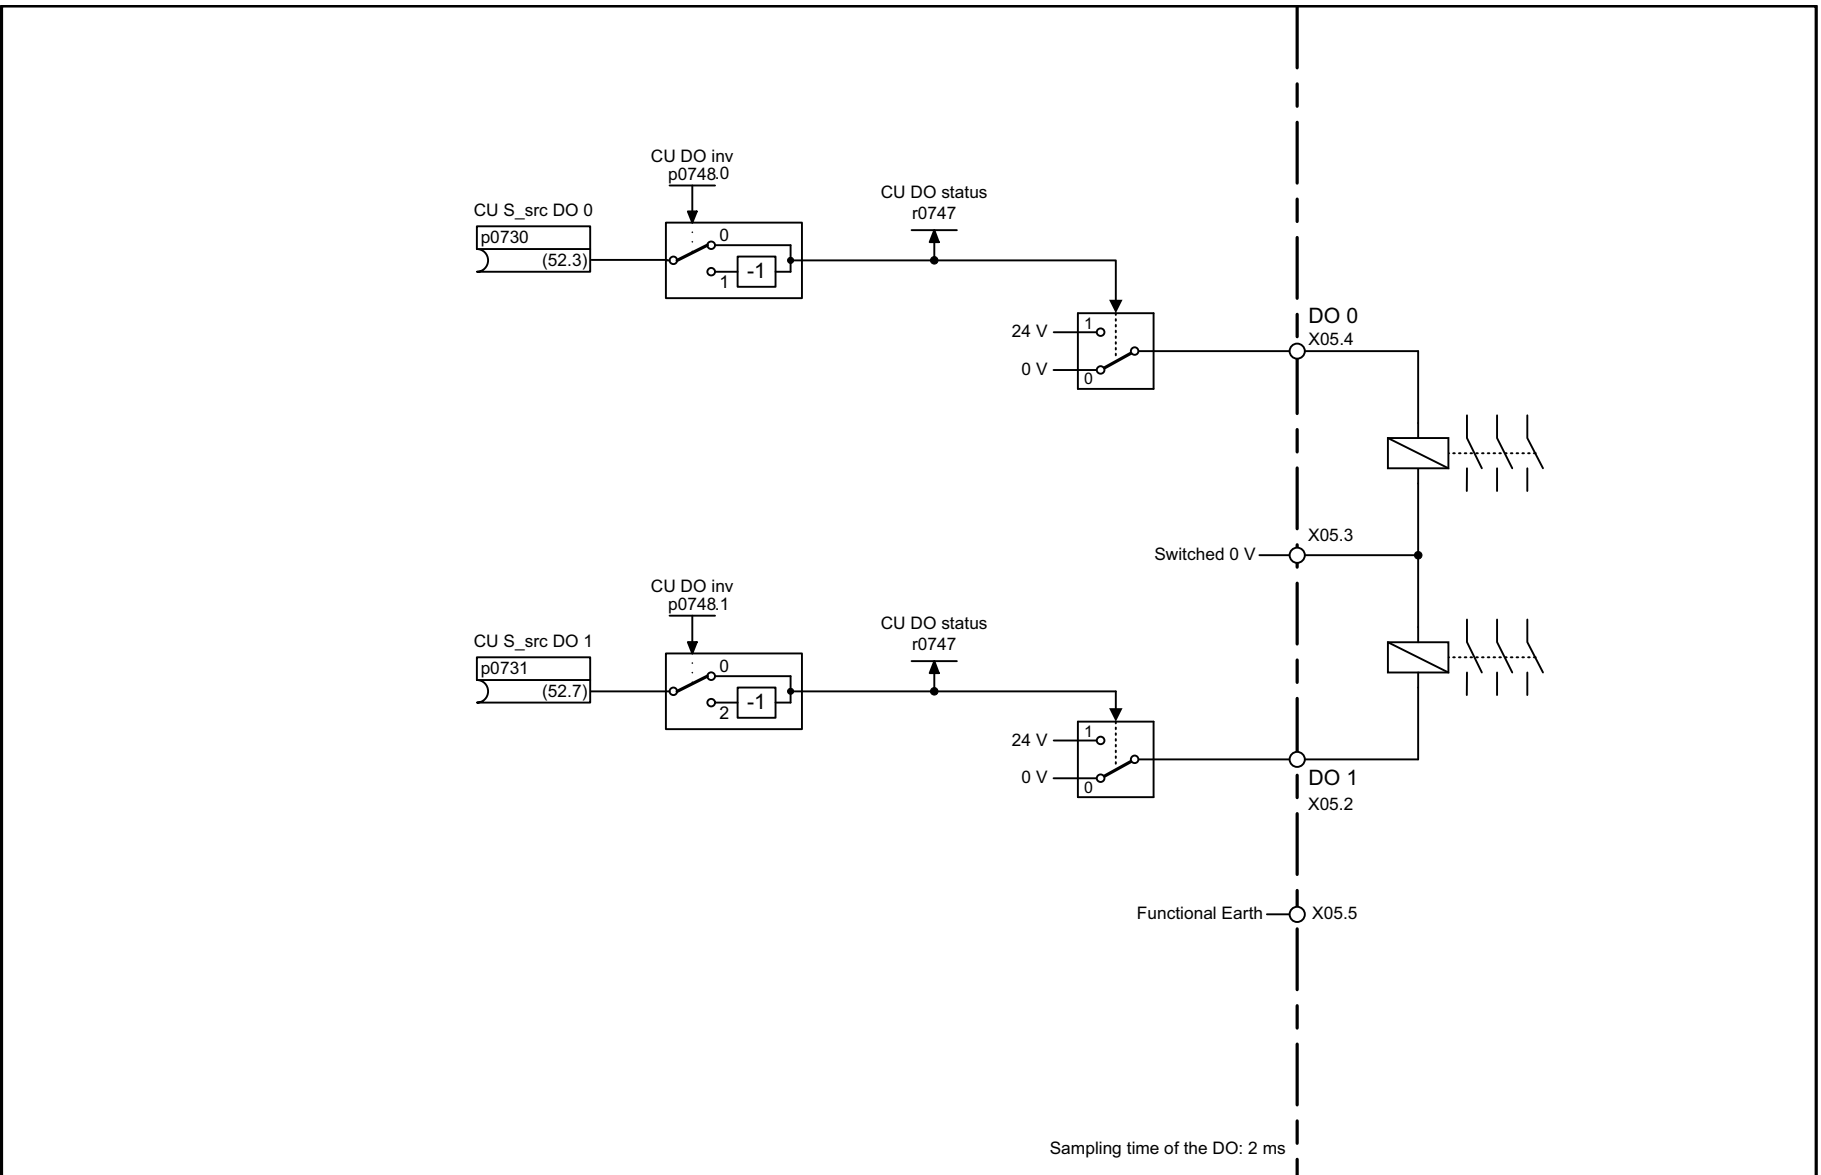 CU DO inv
p0748.0
CU DO status
r0747
CU S_src DO 0
p0730
(52.3)
0
1
-1
24 V
1
0 V
0
DO 0
X05.4
X05.3
Switched 0 V
CU DO inv
p0748.1
CU DO status
r0747
CU S_src DO 1
p0731
(52.7)
0
2
-1
24 V
1
0 V
0
DO 1
X05.2
Functional Earth
X05.5
Sampling time of the DO: 2 ms